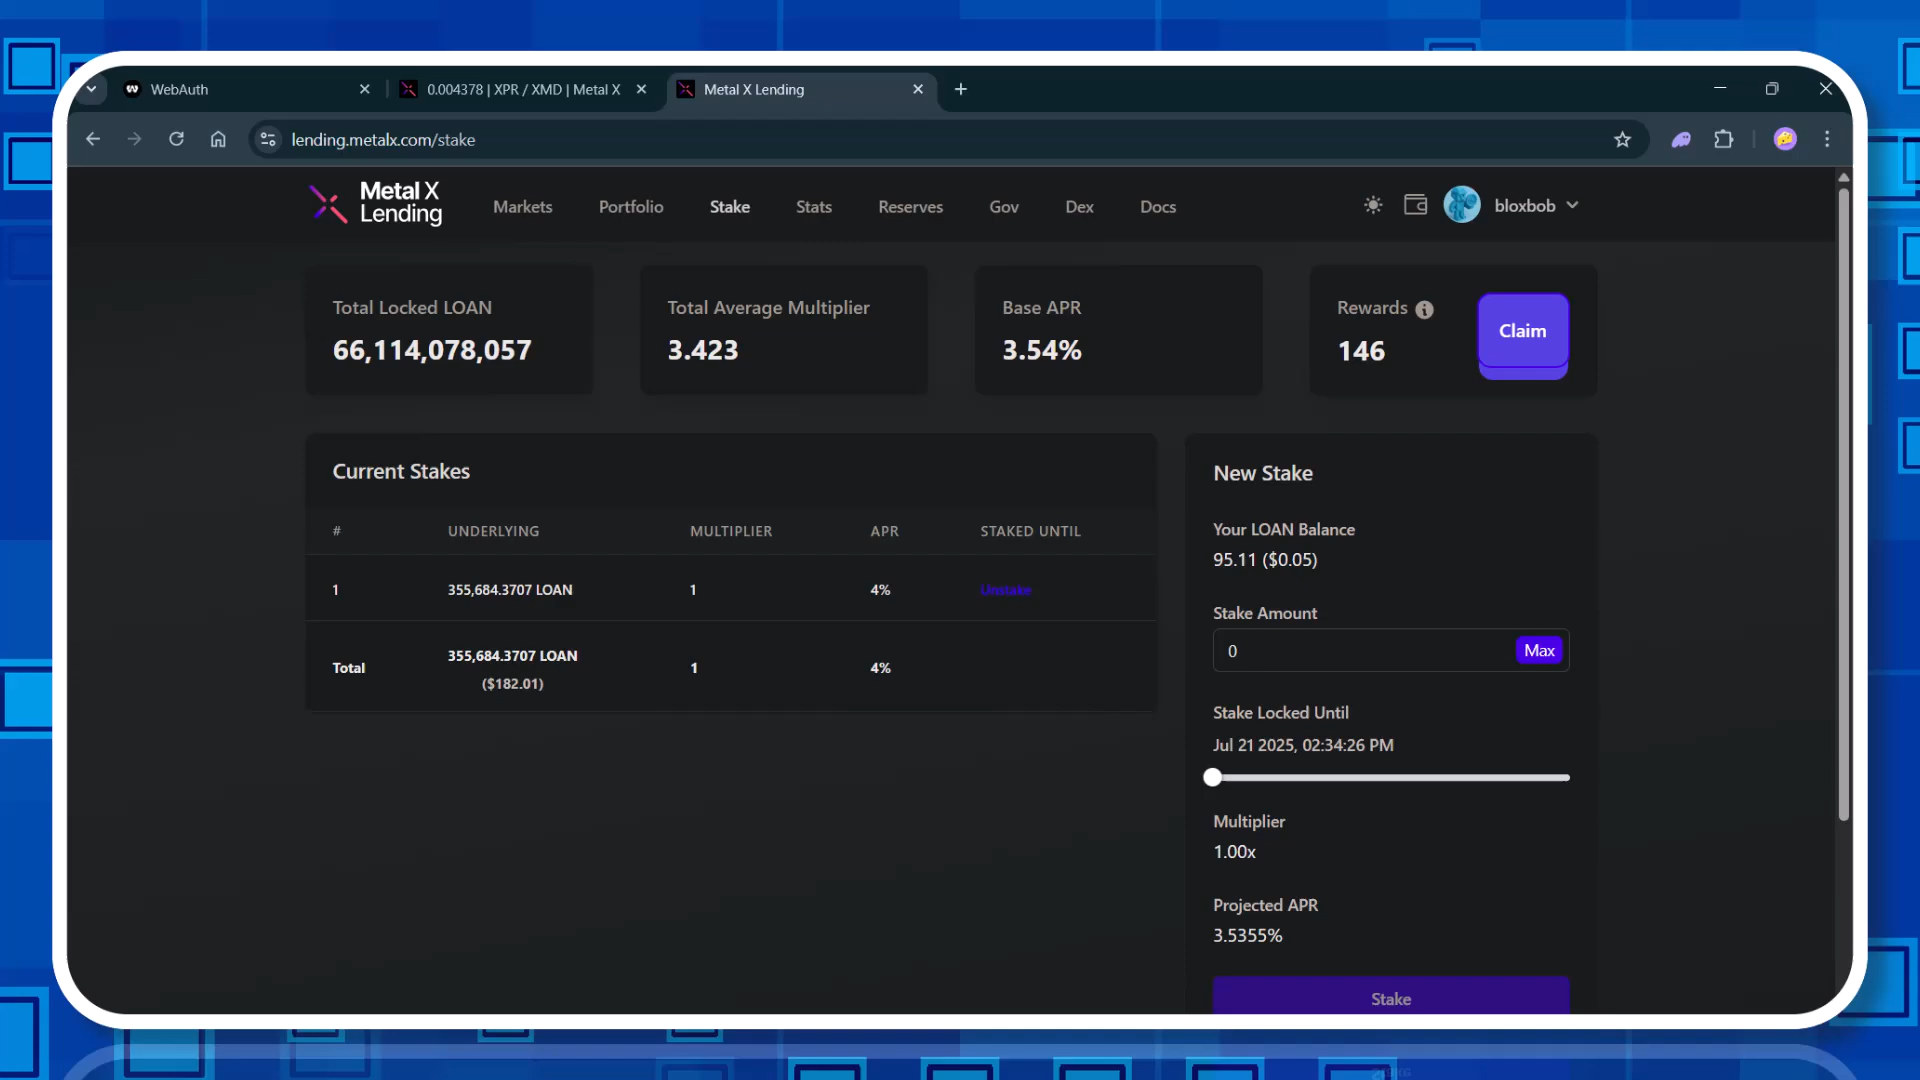 WebAuth
0.004378 | XPR / XMD | Metal X
Metal X Lending
lending.metalx.com/stake
Metal X
Lending
Markets
Portfolio
Stake
Stats
Reserves
Gov
Dex
Docs
bloxbob
Total Locked LOAN
66,114,078,057
Total Average Multiplier
3.423
Base APR
3.54%
Rewards
146
Claim
Current Stakes
# UNDERLYING MULTIPLIER APR STAKED UNTIL
1 355,684.3707 LOAN 1 4% Unstake
Total 355,684.3707 LOAN 1 4%
($182.01)
New Stake
Your LOAN Balance
95.11 ($0.05)
Stake Amount
0 Max
Stake Locked Until
Jul 21 2025, 02:34:26 PM
Multiplier
1.00x
Projected APR
3.5355%
Stake